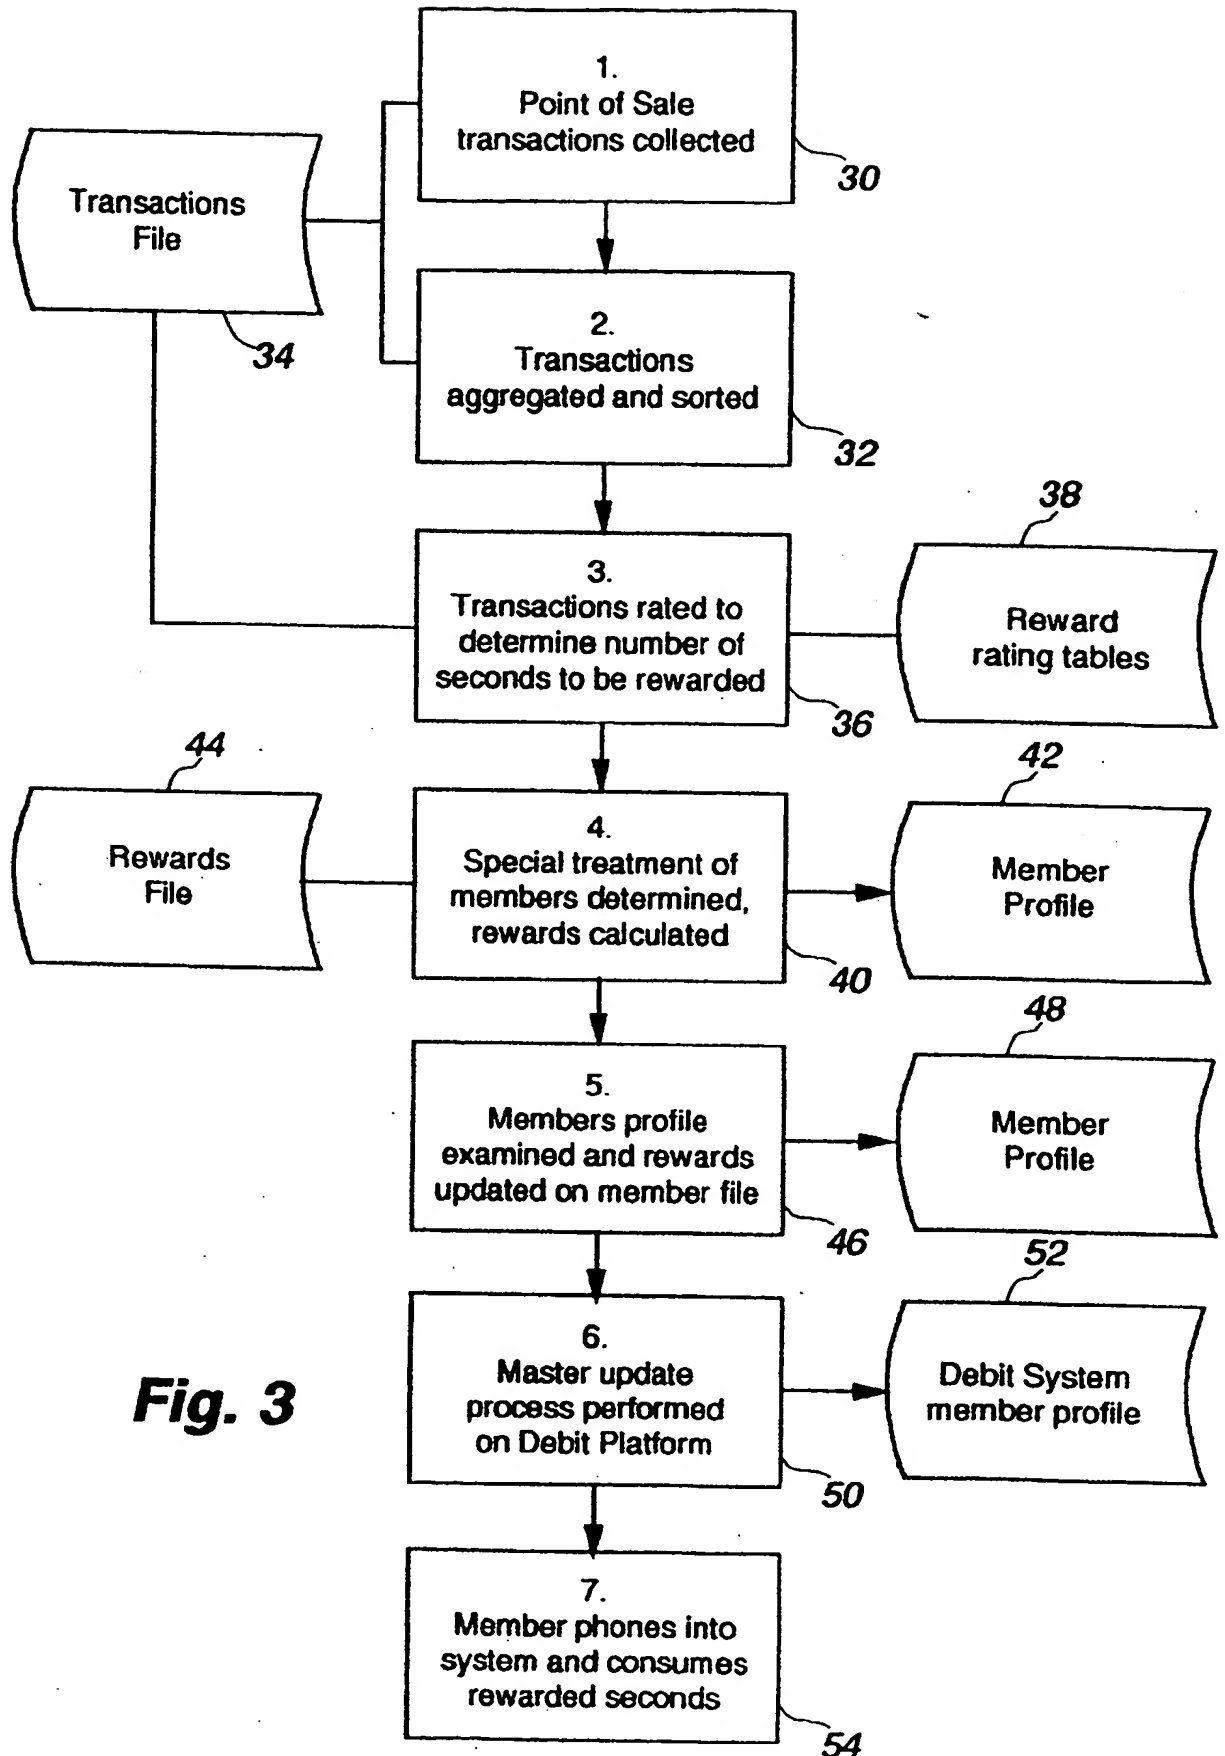 1.
Point of Sale
transactions collected
30
Transactions
File
34
2.
Transactions
aggregated and sorted
32
3.
Transactions rated to
determine number of
seconds to be rewarded
36
38
Reward
rating tables
44
Rewards
File
4.
Special treatment of
members determined,
rewards calculated
40
42
Member
Profile
5.
Members profile
examined and rewards
updated on member file
46
48
Member
Profile
6.
Master update
process performed
on Debit Platform
50
52
Debit System
member profile
Fig. 3
7.
Member phones into
system and consumes
rewarded seconds
54